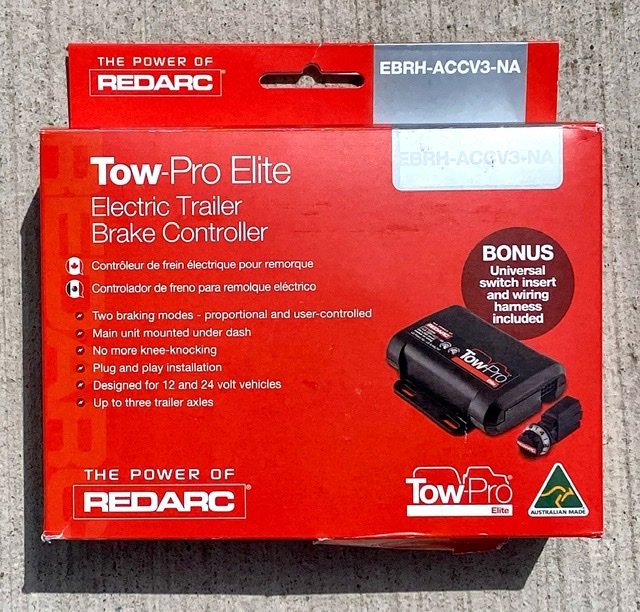 THE POWER OF
REDARC
EBRH-ACCV3-NA
EBRH-ACCV3-NA
Tow-Pro Elite
Electric Trailer
Brake Controller
Contrôleur de frein électrique pour remorque
Controlador de freno para remolque eléctrico
Two braking modes - proportional and user-controlled
Main unit mounted under dash
No more knee-knocking
Plug and play installation
Designed for 12 and 24 volt vehicles
Up to three trailer axles
BONUS
Universal
switch insert
and wiring
harness
included
REDARC
Tow-Pro
Elite
THE POWER OF
REDARC
Tow-Pro
Elite
AUSTRALIAN MADE